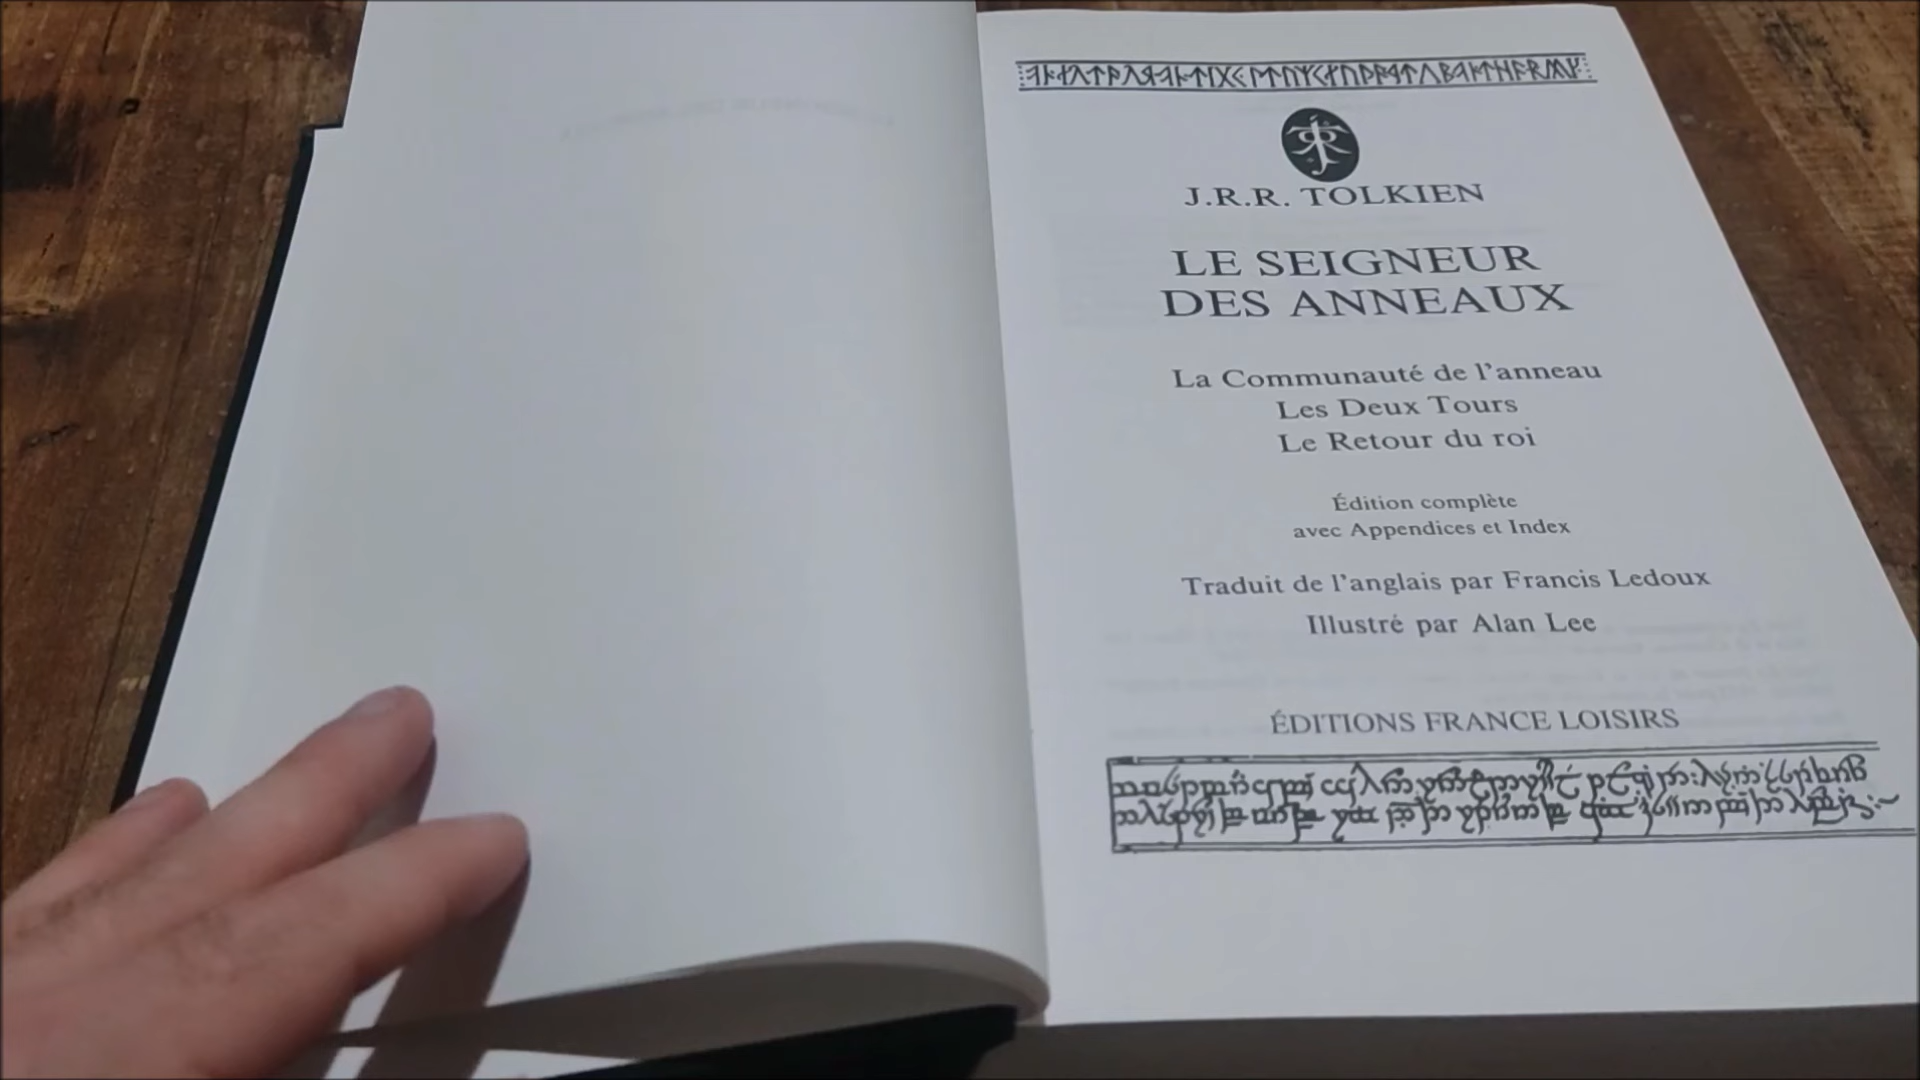 J.R.R. TOLKIEN
LE SEIGNEUR
DES ANNEAUX
La Communauté de l'anneau
Les Deux Tours
Le Retour du roi
Édition complète
avec Appendices et Index
Traduit de l'anglais par Francis Ledoux
Illustré par Alan Lee
ÉDITIONS FRANCE LOISIRS